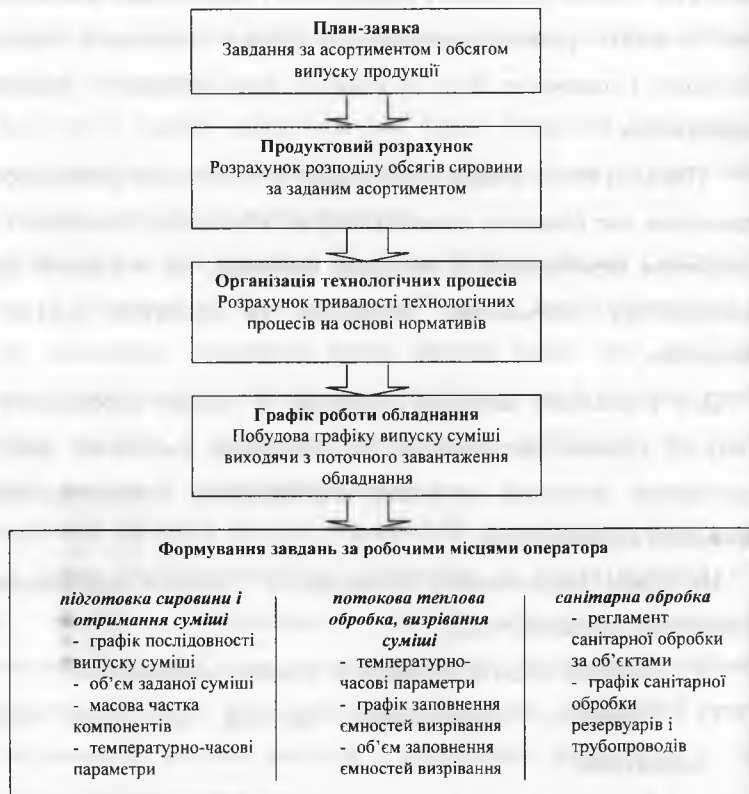 План-заявка
Завдання за асортиментом і обсягом
випуску продукції
Продуктовий розрахунок
Розрахунок розподілу обсягів сировини
за заданим асортиментом
Організація технологічних процесів
Розрахунок тривалості технологічних
процесів на основі нормативів
Графік роботи обладнання
Побудова графіку випуску суміші
виходячи з поточного завантаження
обладнання
Формування завдань за робочими місцями оператора
підготовка сировини і
отримання суміші
- графік послідовності
випуску суміші
- об’єм заданої суміші
- масова частка
компонентів
- температурно-часові
параметри
потокова теплова
обробка, визрівання
суміші
- температурно-
часові параметри
- графік заповнення
ємностей визрівання
- об’єм заповнення
ємностей визрівання
санітарна обробка
- регламент
санітарної обробки
за об’єктами
- графік санітарної
обробки
резервуарів і
трубопроводів